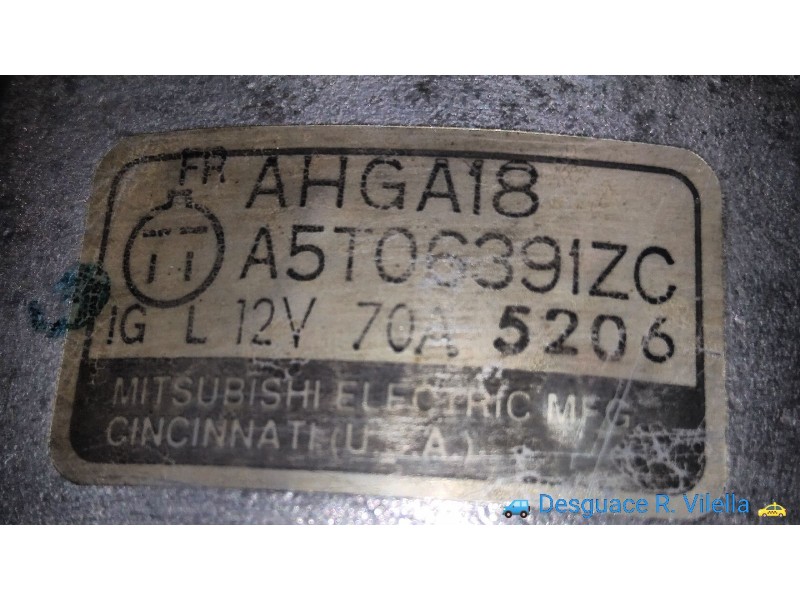 FR AHGA18
A5T06391ZC
IG L 12V 70A 5206
MITSUBISHI ELECTRIC MFG
CINCINNATI (U. .A.)
Desguace R. Vilella